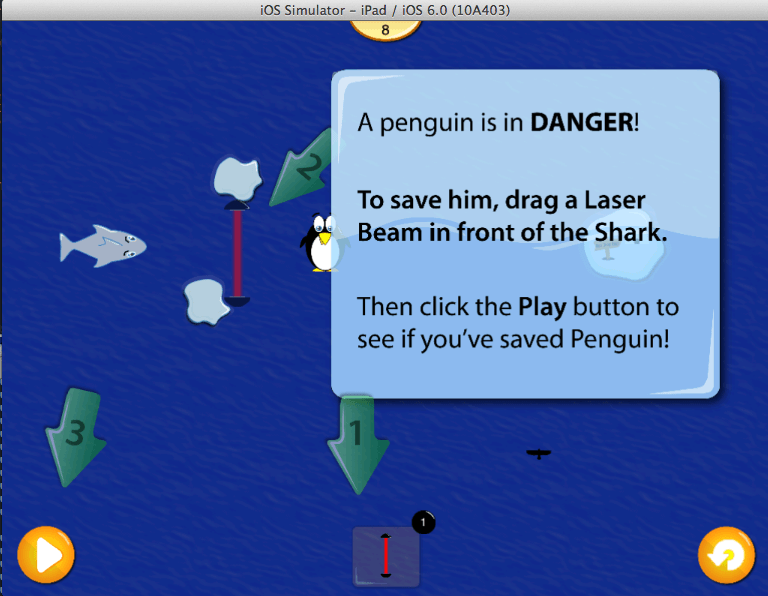 iOS Simulator – iPad / iOS 6.0 (10A403)
8
A penguin is in DANGER!
To save him, drag a Laser
Beam in front of the Shark.
Then click the Play button to
see if you've saved Penguin!
2
3
1
1